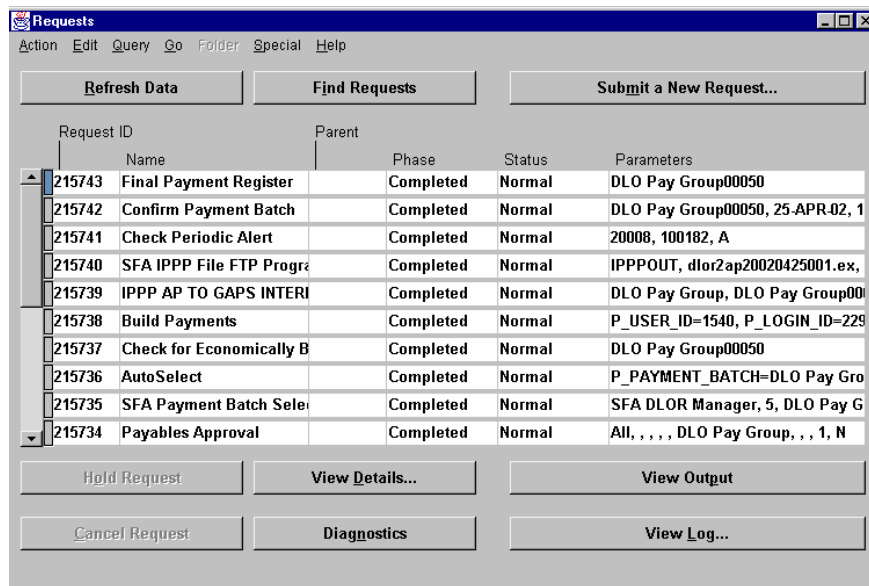 Requests
Action Edit Query Go Folder Special Help
Refresh Data Find Requests Submit a New Request...
Request ID Parent
Name Phase Status Parameters
215743 Final Payment Register Completed Normal DLO Pay Group00050
215742 Confirm Payment Batch Completed Normal DLO Pay Group00050, 25-APR-02, 1
215741 Check Periodic Alert Completed Normal 20008, 100182, A
215740 SFA IPPP File FTP Progra Completed Normal IPPPOUT, dlor2ap20020425001.ex,
215739 IPPP AP TO GAPS INTERI Completed Normal DLO Pay Group, DLO Pay Group00
215738 Build Payments Completed Normal P_USER_ID=1540, P_LOGIN_ID=229
215737 Check for Economically B Completed Normal DLO Pay Group00050
215736 AutoSelect Completed Normal P_PAYMENT_BATCH=DLO Pay Gro
215735 SFA Payment Batch Sele Completed Normal SFA DLOR Manager, 5, DLO Pay G
215734 Payables Approval Completed Normal All, , , , , DLO Pay Group, , , 1, N
Hold Request View Details... View Output
Cancel Request Diagnostics View Log...